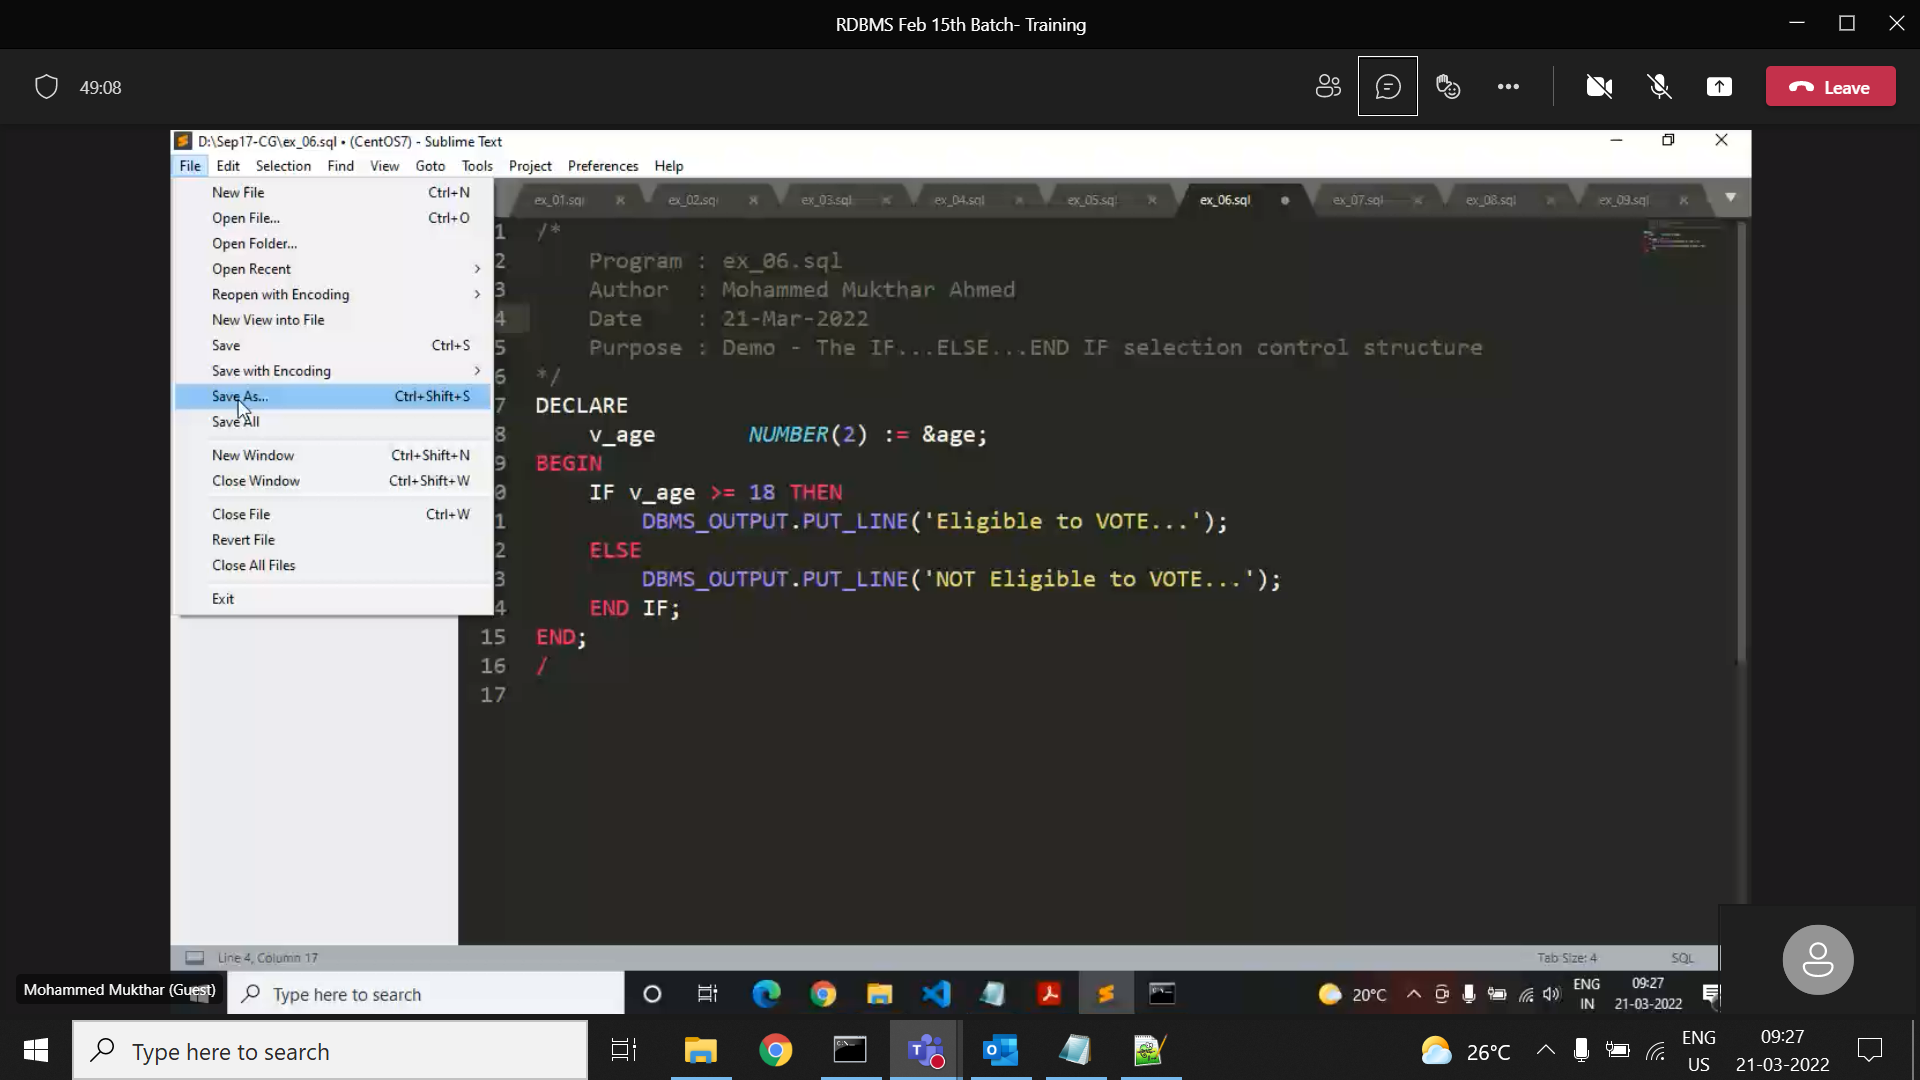 RDBMS Feb 15th Batch- Training
49:08
Leave
D:\Sep17-CG\ex_06.sql • (CentOS7) - Sublime Text
File Edit Selection Find View Goto Tools Project Preferences Help
New File Ctrl+N
Open File... Ctrl+O
Open Folder...
Open Recent
Reopen with Encoding
New View into File
Save Ctrl+S
Save with Encoding
Save As... Ctrl+Shift+S
Save All
New Window Ctrl+Shift+N
Close Window Ctrl+Shift+W
Close File Ctrl+W
Revert File
Close All Files
Exit
ex_01.sql ex_02.sql ex_03.sql ex_04.sql ex_05.sql ex_06.sql ex_07.sql ex_08.sql ex_09.sql
1 /*
2 Program : ex_06.sql
3 Author : Mohammed Mukthar Ahmed
4 Date : 21-Mar-2022
5 Purpose : Demo - The IF...ELSE...END IF selection control structure
6 */
7 DECLARE
8 v_age NUMBER(2) := &age;
9 BEGIN
0 IF v_age >= 18 THEN
1 DBMS_OUTPUT.PUT_LINE('Eligible to VOTE...');
2 ELSE
3 DBMS_OUTPUT.PUT_LINE('NOT Eligible to VOTE...');
4 END IF;
15 END;
16 /
17
Line 4, Column 17 Tab Size: 4 SQL
Mohammed Mukthar (Guest)
Type here to search 20°C ENG IN 09:27 21-03-2022
Type here to search 26°C ENG US 09:27 21-03-2022